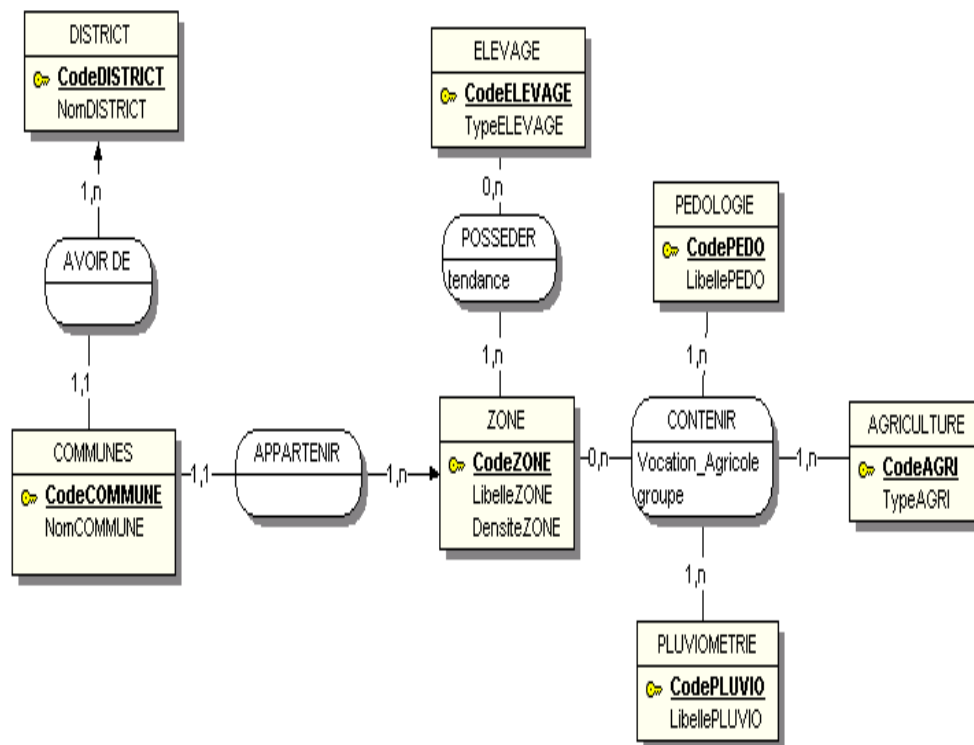 DISTRICT
CodeDISTRICT
NomDISTRICT
1,n
AVOIR DE
1,1
COMMUNES
CodeCOMMUNE
NomCOMMUNE
1,1
APPARTENIR
1,n
ELEVAGE
CodeELEVAGE
TypeELEVAGE
0,n
POSSEDER
tendance
1,n
ZONE
CodeZONE
LibelleZONE
DensiteZONE
0,n
PEDOLOGIE
CodePEDO
LibellePEDO
1,n
CONTENIR
Vocation_Agricole
groupe
1,n
AGRICULTURE
CodeAGRI
TypeAGRI
1,n
PLUVIOMETRIE
CodePLUVIO
LibellePLUVIO